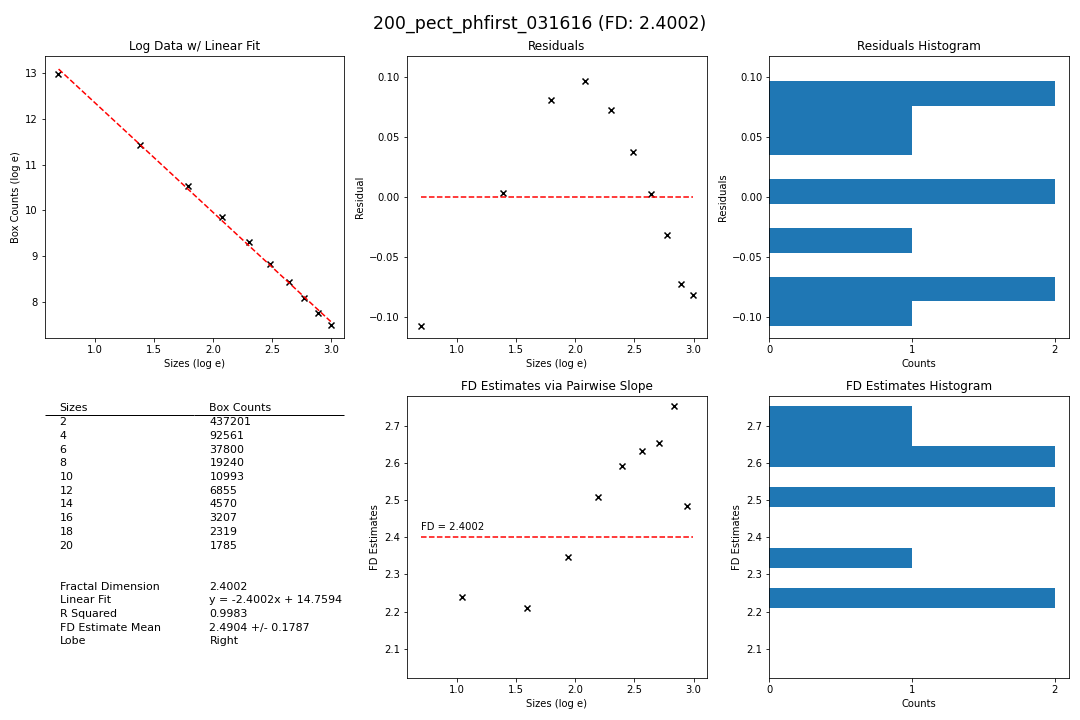 200_pect_phfirst_031616 (FD: 2.4002)
Log Data w/ Linear Fit
Box Counts (log e)
13
12
11
10
9
8
1.0 1.5 2.0 2.5 3.0
Sizes (log e)
Residuals
Residual
0.10
0.05
0.00
−0.05
−0.10
1.0 1.5 2.0 2.5 3.0
Sizes (log e)
Residuals Histogram
Residuals
0.10
0.05
0.00
−0.05
−0.10
0 1 2
Counts
Sizes Box Counts
2 437201
4 92561
6 37800
8 19240
10 10993
12 6855
14 4570
16 3207
18 2319
20 1785
Fractal Dimension 2.4002
Linear Fit y = -2.4002x + 14.7594
R Squared 0.9983
FD Estimate Mean 2.4904 +/- 0.1787
Lobe Right
FD Estimates via Pairwise Slope
FD Estimates
2.7
2.6
2.5
2.4
2.3
2.2
2.1
FD = 2.4002
1.0 1.5 2.0 2.5 3.0
Sizes (log e)
FD Estimates Histogram
FD Estimates
2.7
2.6
2.5
2.4
2.3
2.2
2.1
0 1 2
Counts